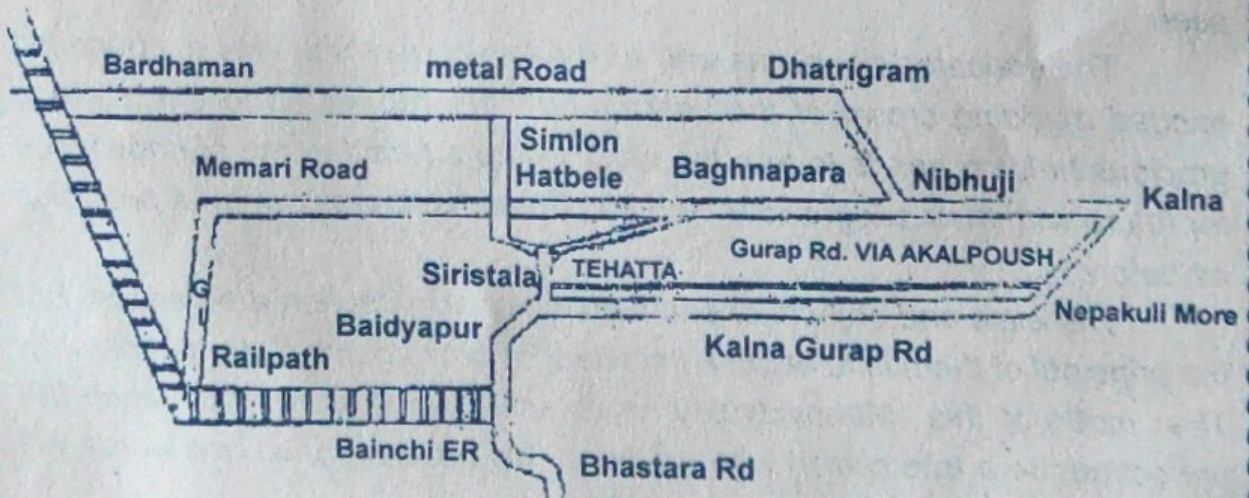 Bardhaman
metal Road
Dhatrigram
Simlon
Hatbele
Memari Road
Baghnapara
Nibhuji
Kalna
Gurap Rd. VIA AKALPOUSH
Siristala
TEHATTA
Nepakuli More
Baidyapur
Kalna Gurap Rd
G
Railpath
Bainchi ER
Bhastara Rd